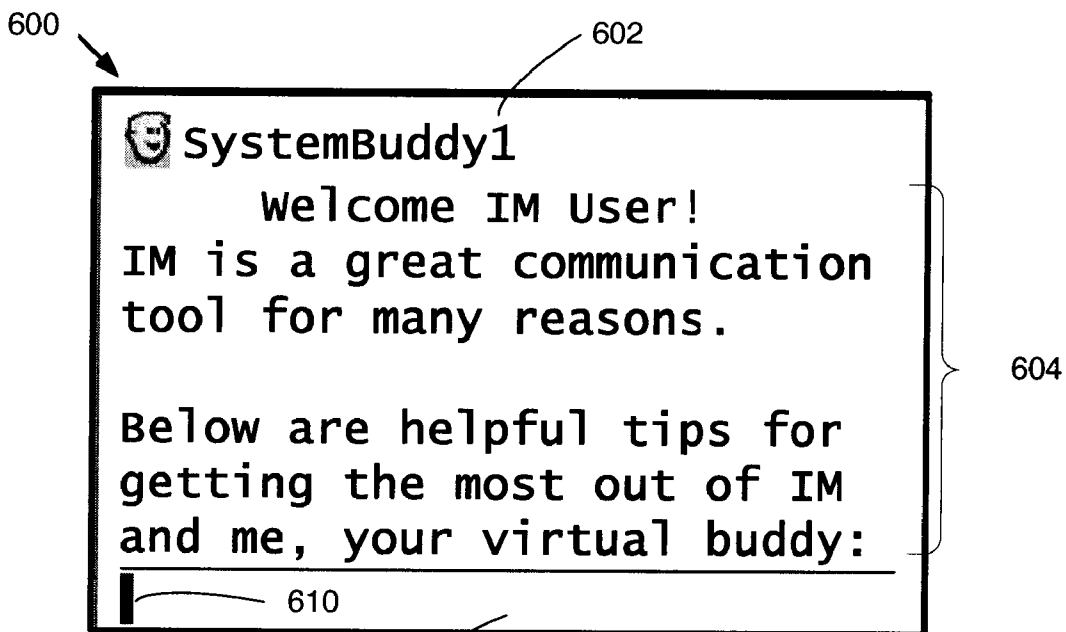 600
602
SystemBuddy1
Welcome IM User!
IM is a great communication
tool for many reasons.
604
Below are helpful tips for
getting the most out of IM
and me, your virtual buddy:
610